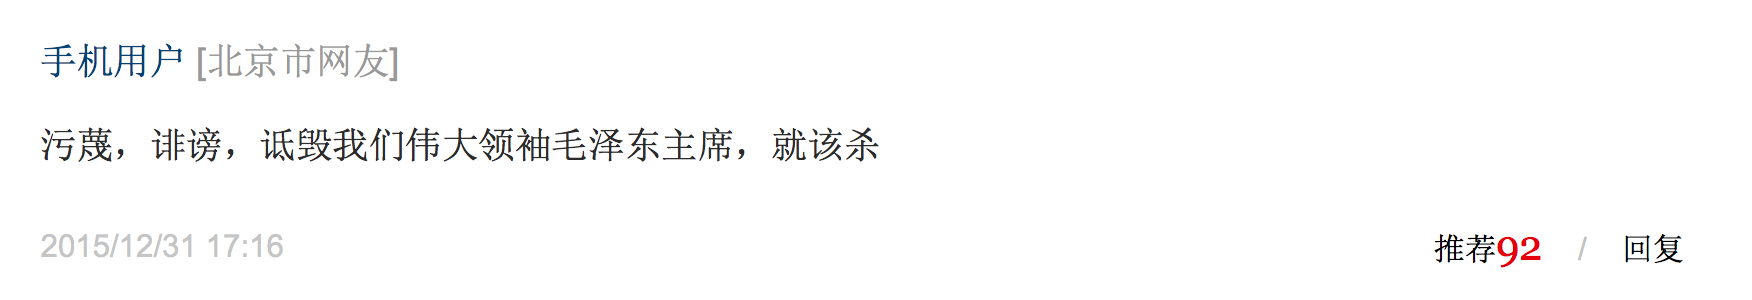 手机用户 [北京市网友]
污蔑，诽谤，诋毁我们伟大领袖毛泽东主席，就该杀
2015/12/31 17:16 推荐92 / 回复